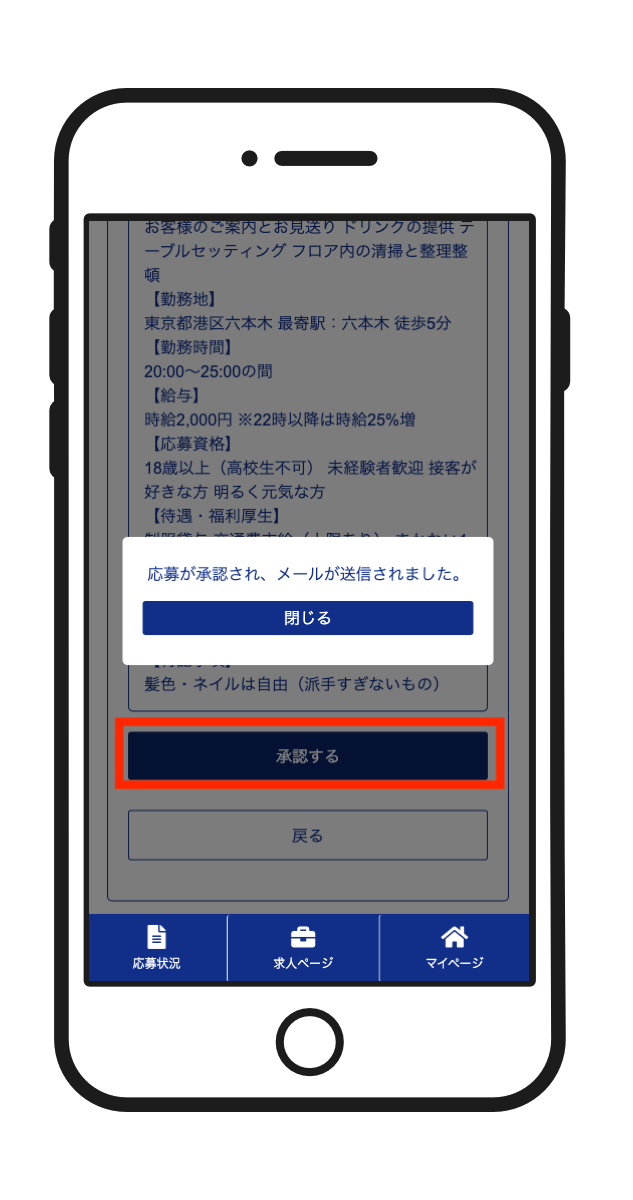 お客様のご案内とお見送り ドリンクの提供 テ
ーブルセッティング フロア内の清掃と整理整
頓
【勤務地】
東京都港区六本木 最寄駅：六本木 徒歩5分
【勤務時間】
20:00〜25:00の間
【給与】
時給2,000円 ※22時以降は時給25%増
【応募資格】
18歳以上（高校生不可） 未経験者歓迎 接客が
好きな方 明るく元気な方
【待遇・福利厚生】
応募が承認され、メールが送信されました。
閉じる
髪色・ネイルは自由（派手すぎないもの）
承認する
戻る
応募状況
求人ページ
マイページ